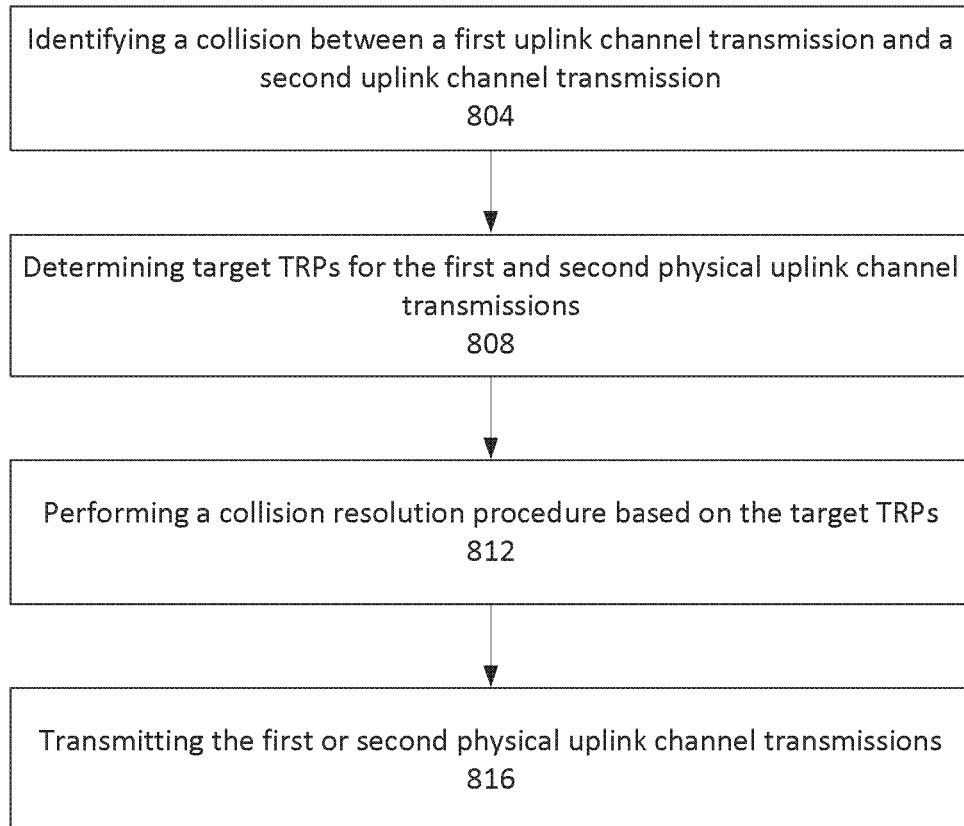 Identifying a collision between a first uplink channel transmission and a
second uplink channel transmission
804
Determining target TRPs for the first and second physical uplink channel
transmissions
808
Performing a collision resolution procedure based on the target TRPs
812
Transmitting the first or second physical uplink channel transmissions
816